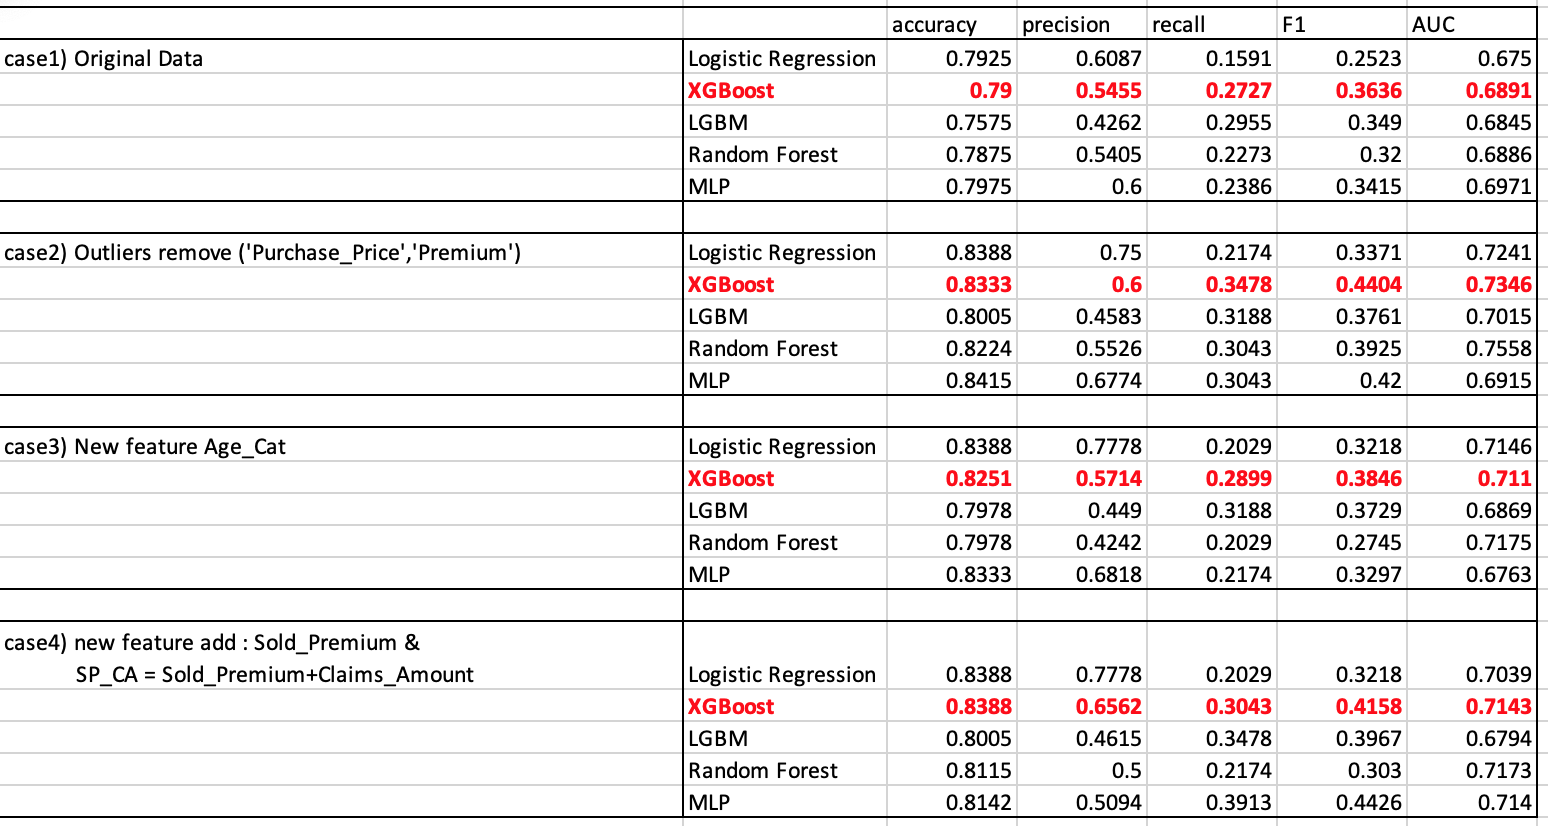 accuracy precision recall F1 AUC
case1) Original Data Logistic Regression 0.7925 0.6087 0.1591 0.2523 0.675
XGBoost 0.79 0.5455 0.2727 0.3636 0.6891
LGBM 0.7575 0.4262 0.2955 0.349 0.6845
Random Forest 0.7875 0.5405 0.2273 0.32 0.6886
MLP 0.7975 0.6 0.2386 0.3415 0.6971
case2) Outliers remove ('Purchase_Price','Premium') Logistic Regression 0.8388 0.75 0.2174 0.3371 0.7241
XGBoost 0.8333 0.6 0.3478 0.4404 0.7346
LGBM 0.8005 0.4583 0.3188 0.3761 0.7015
Random Forest 0.8224 0.5526 0.3043 0.3925 0.7558
MLP 0.8415 0.6774 0.3043 0.42 0.6915
case3) New feature Age_Cat Logistic Regression 0.8388 0.7778 0.2029 0.3218 0.7146
XGBoost 0.8251 0.5714 0.2899 0.3846 0.711
LGBM 0.7978 0.449 0.3188 0.3729 0.6869
Random Forest 0.7978 0.4242 0.2029 0.2745 0.7175
MLP 0.8333 0.6818 0.2174 0.3297 0.6763
case4) new feature add : Sold_Premium &
SP_CA = Sold_Premium+Claims_Amount Logistic Regression 0.8388 0.7778 0.2029 0.3218 0.7039
XGBoost 0.8388 0.6562 0.3043 0.4158 0.7143
LGBM 0.8005 0.4615 0.3478 0.3967 0.6794
Random Forest 0.8115 0.5 0.2174 0.303 0.7173
MLP 0.8142 0.5094 0.3913 0.4426 0.714